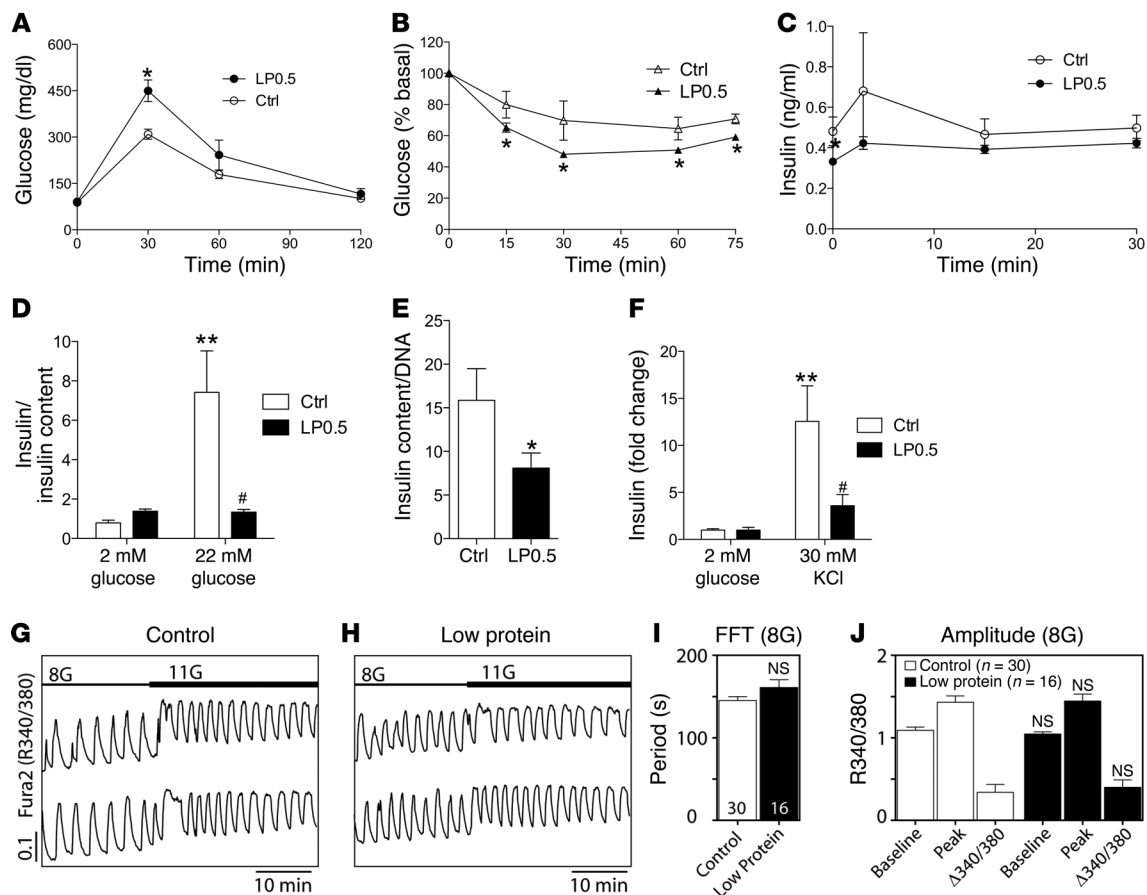 A
Glucose (mg/dl)
600
450
300
150
0
*
LP0.5
Ctrl
0 30 60 90 120
Time (min)
B
Glucose (% basal)
120
100
80
60
40
20
0
Ctrl
LP0.5
* * * *
0 15 30 45 60 75
Time (min)
C
Insulin (ng/ml)
1.0
0.8
0.6
0.4
0.2
0.0
*
Ctrl
LP0.5
0 10 20 30
Time (min)
D
Insulin/
insulin content
10
8
6
4
2
0
**
#
Ctrl
LP0.5
2 mM
glucose
22 mM
glucose
E
Insulin content/DNA
25
20
15
10
5
0
*
Ctrl LP0.5
F
Insulin (fold change)
20
15
10
5
0
**
#
Ctrl
LP0.5
2 mM
glucose
30 mM
KCl
G
Control
8G
11G
Fura2 (R340/380)
0.1
10 min
H
Low protein
8G
11G
10 min
I
FFT (8G)
Period (s)
200
100
0
NS
30
16
Control
Low Protein
J
Amplitude (8G)
R340/380
2
1
0
Control (n = 30)
Low protein (n = 16)
NS
NS
NS
Baseline
Peak
Δ340/380
Baseline
Peak
Δ340/380